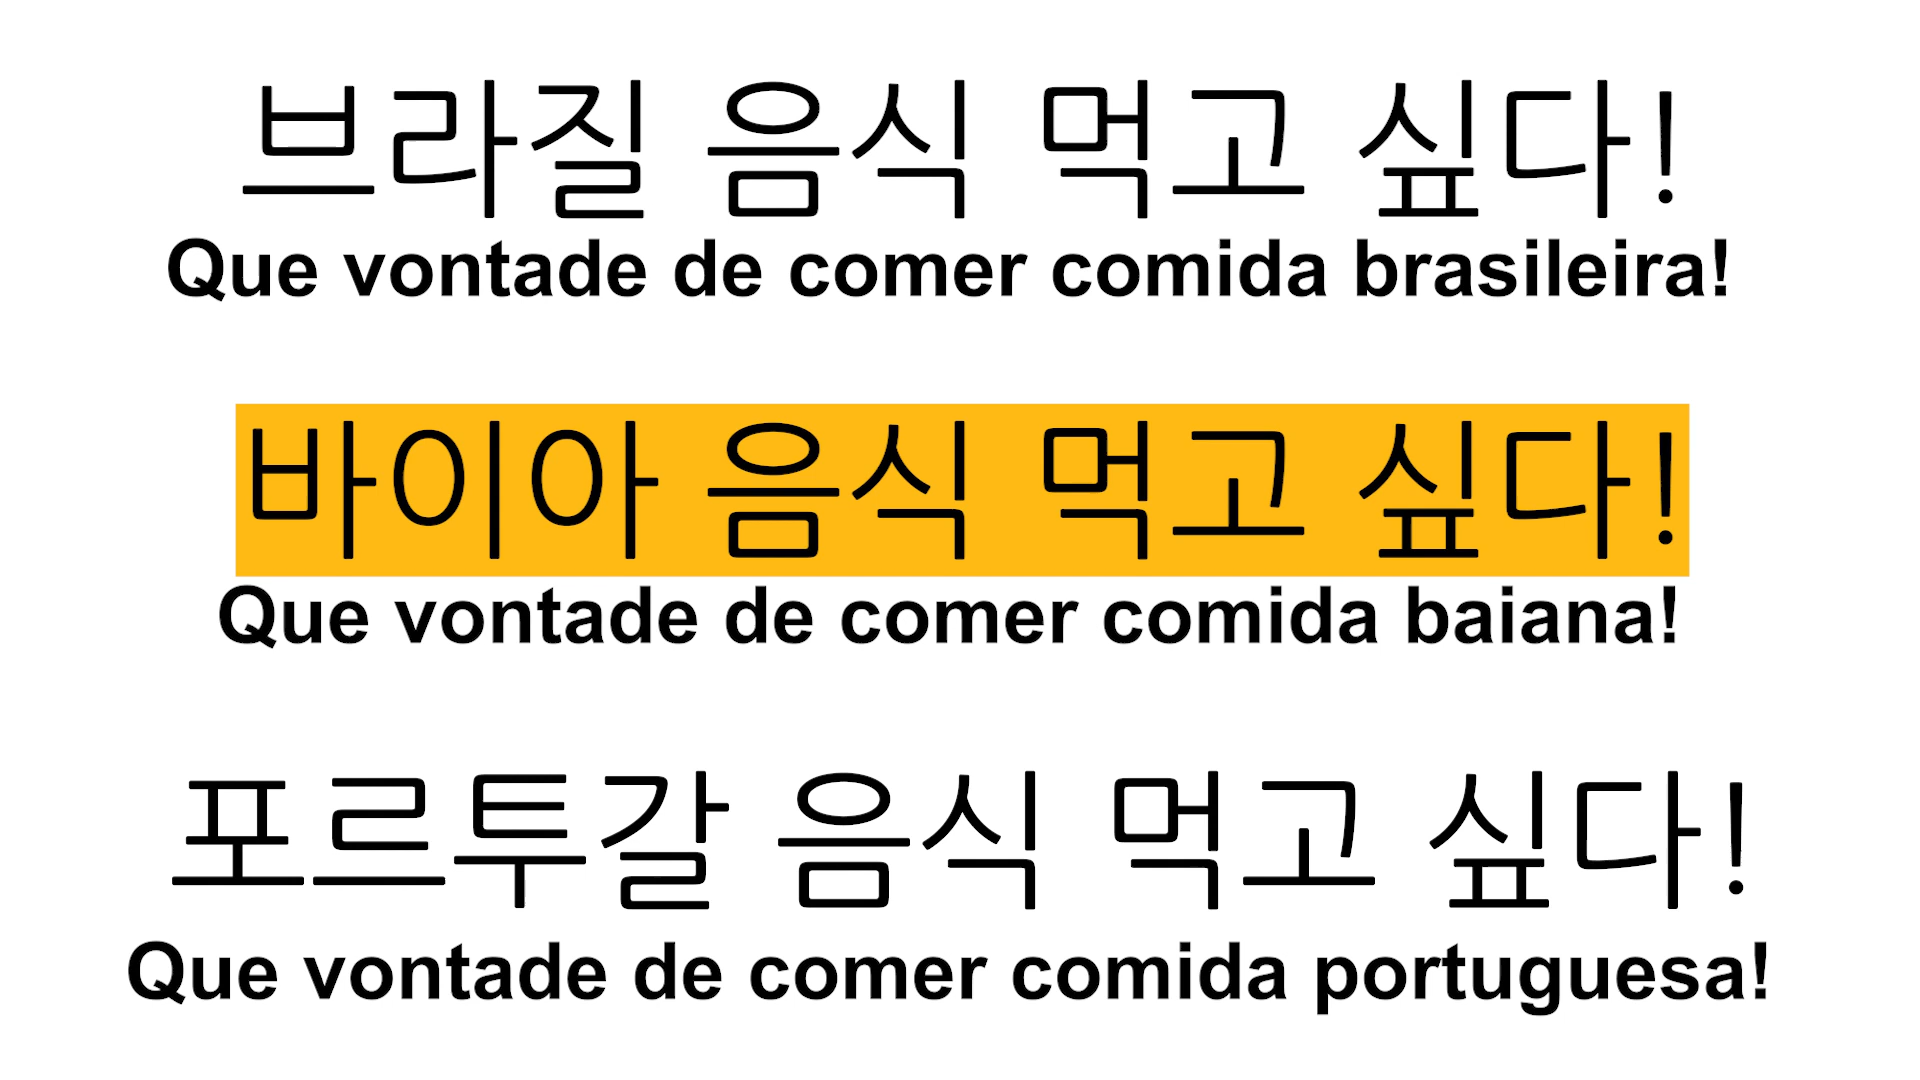 브라질 음식 먹고 싶다!
Que vontade de comer comida brasileira!
바이아 음식 먹고 싶다!
Que vontade de comer comida baiana!
포르투갈 음식 먹고 싶다!
Que vontade de comer comida portuguesa!